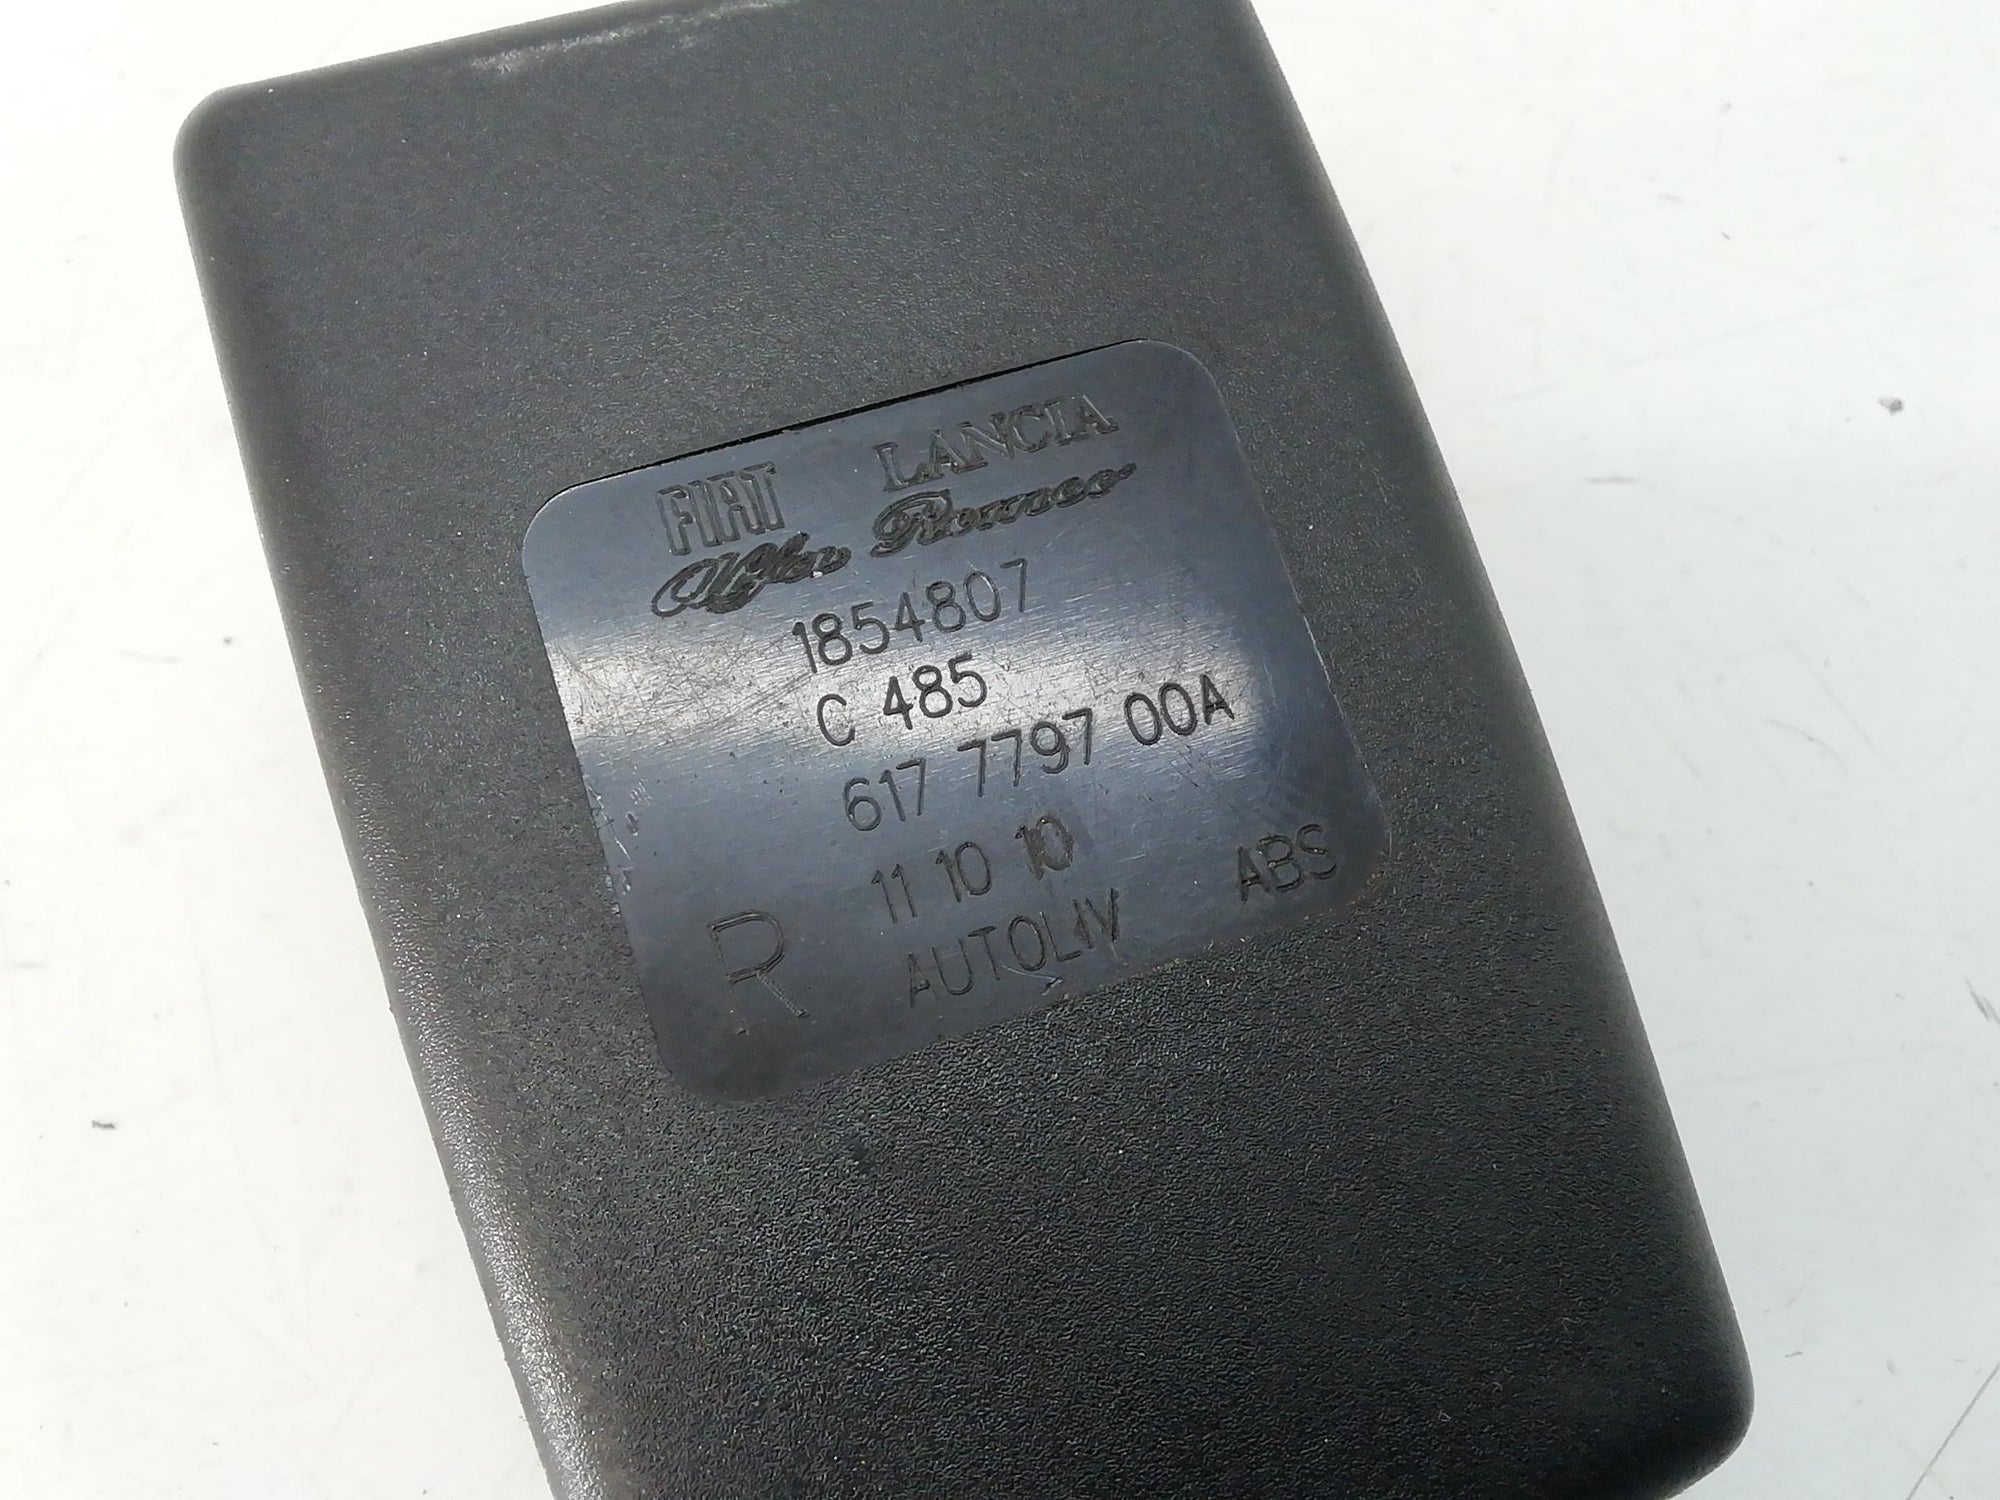 FIAT LANCIA
Alfa Romeo
1854807
C 485
617 7797 00A
11 10 10
R AUTOLIV ABS